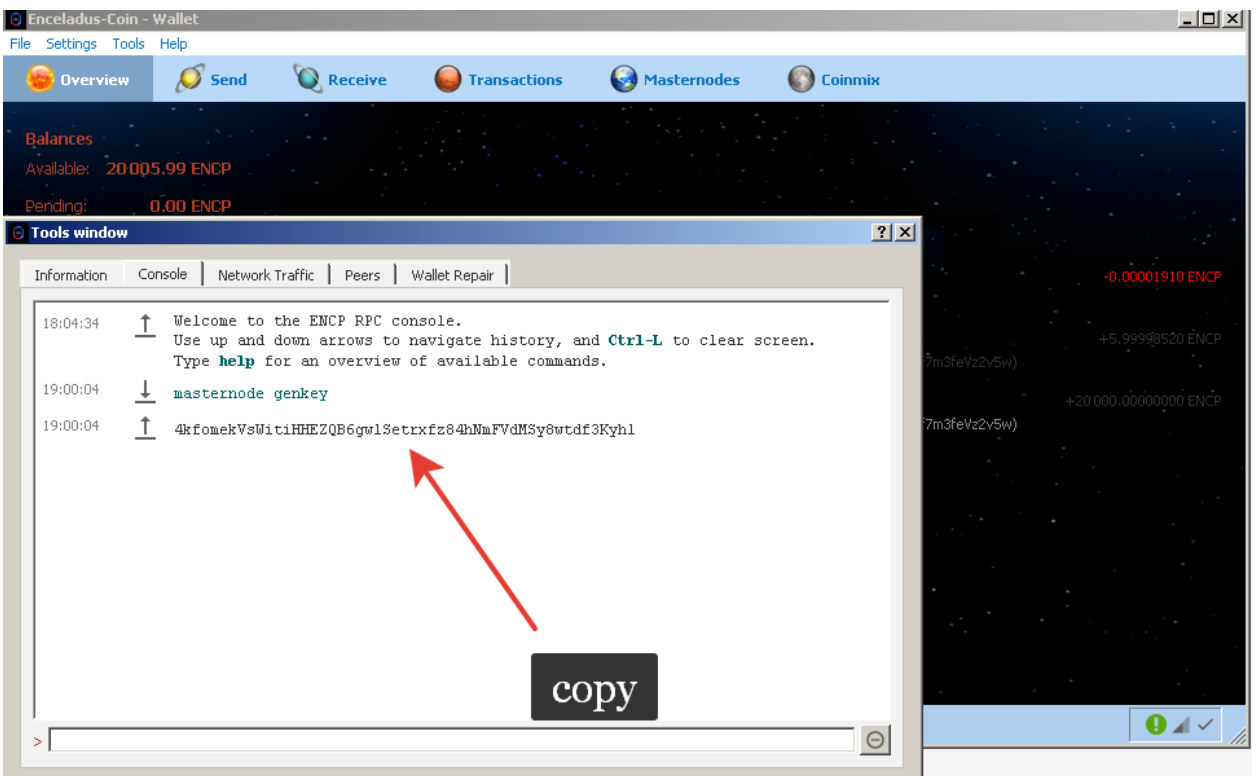 Enceladus-Coin - Wallet
File Settings Tools Help
Overview Send Receive Transactions Masternodes Coinmix
Balances
Available: 20 005.99 ENCP
Pending: 0.00 ENCP
Tools window
Information Console Network Traffic Peers Wallet Repair
-0.00001910 ENCP
18:04:34 Welcome to the ENCP RPC console.
Use up and down arrows to navigate history, and Ctrl-L to clear screen.
Type help for an overview of available commands.
+5.99998520 ENCP
f7m3feVz2v5w)
19:00:04 masternode genkey
+20 000.00000000 ENCP
19:00:04 4kfomekVsWitiHHEZQB6gwlSetrxfz84hNmFVdMSy8wtdf3Kyhl
f7m3feVz2v5w)
copy
>